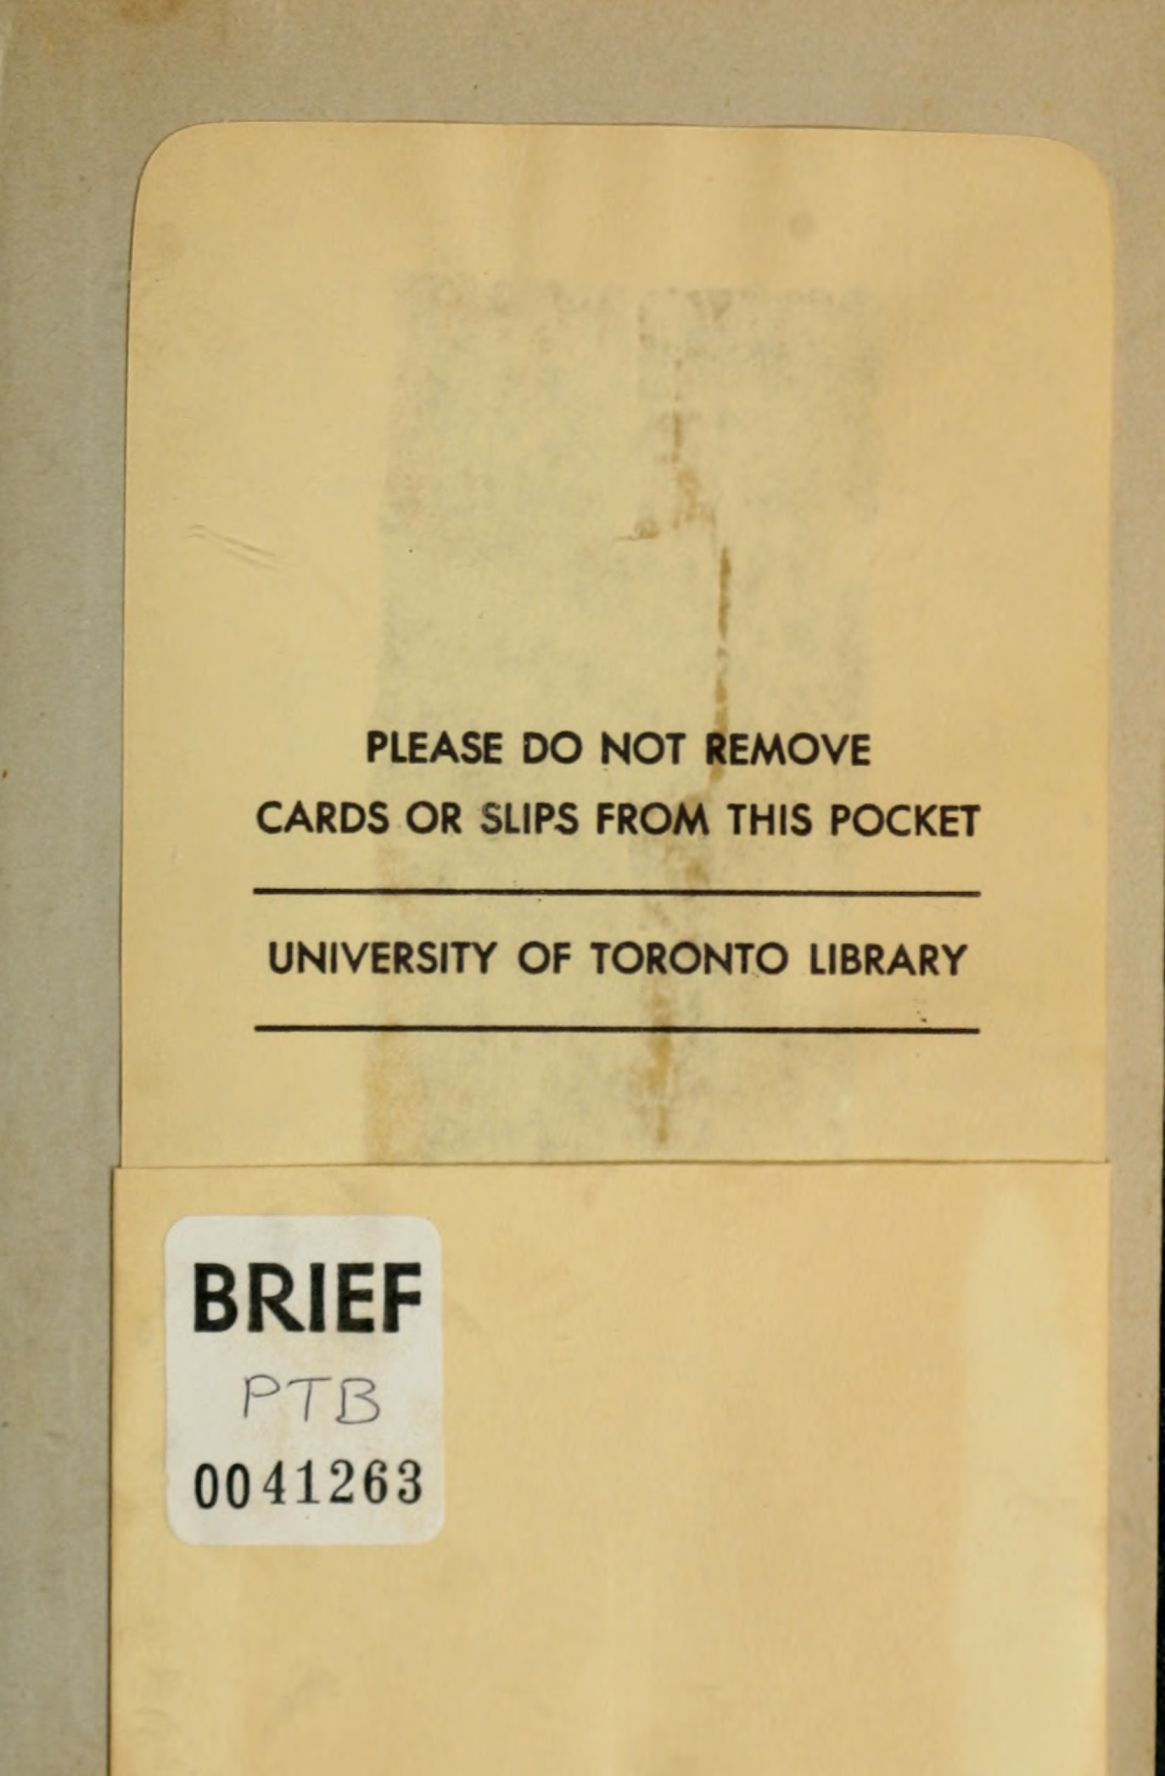 PLEASE DO NOT REMOVE
CARDS OR SLIPS FROM THIS POCKET
UNIVERSITY OF TORONTO LIBRARY
BRIEF
PTB
0041263